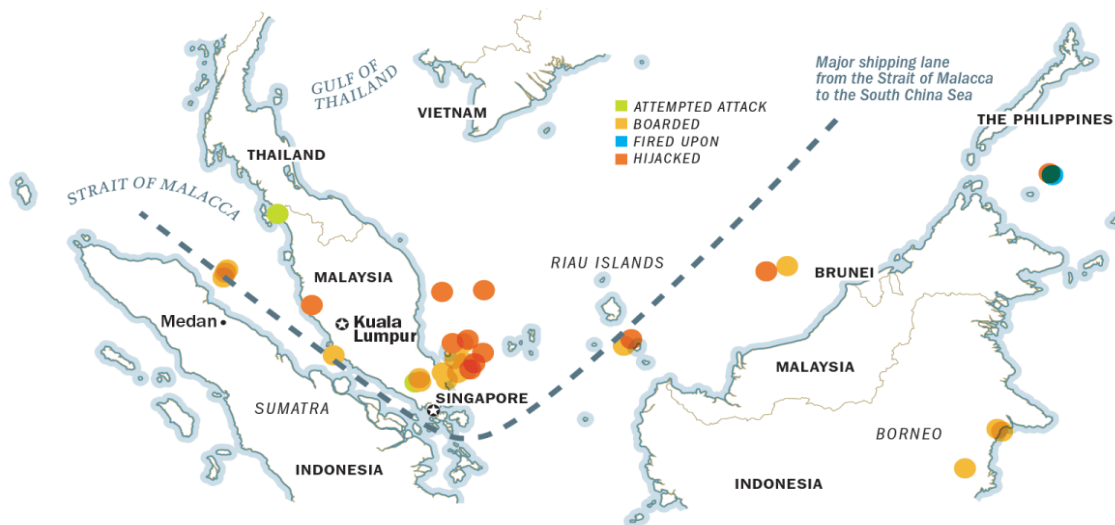 GULF OF
THAILAND
VIETNAM
ATTEMPTED ATTACK
BOARDED
FIRED UPON
HIJACKED
Major shipping lane
from the Strait of Malacca
to the South China Sea
THE PHILIPPINES
THAILAND
STRAIT OF MALACCA
MALAYSIA
RIAU ISLANDS
BRUNEI
Medan
Kuala
Lumpur
MALAYSIA
SUMATRA
SINGAPORE
BORNEO
INDONESIA
INDONESIA